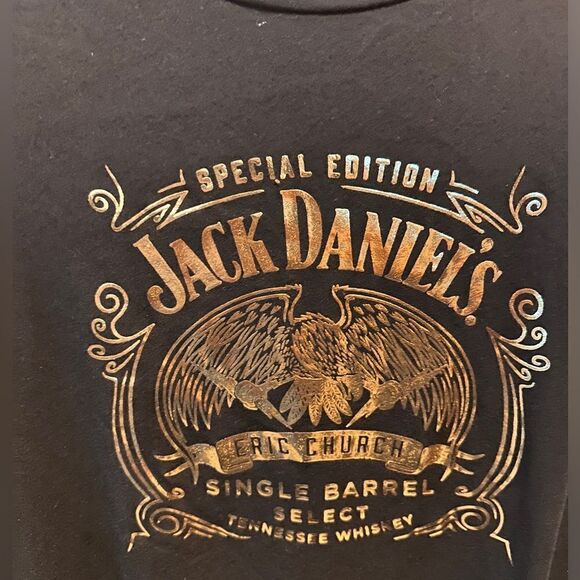 SPECIAL EDITION
JACK DANIEL'S
ERIC CHURCH
SINGLE BARREL
SELECT
TENNESSEE WHISKEY